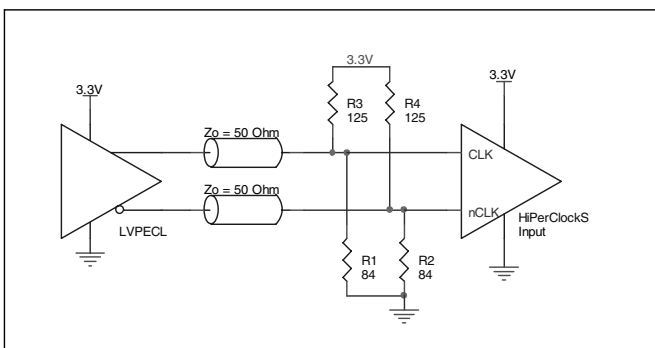 3.3V
3.3V
3.3V
R3
125
R4
125
Zo = 50 Ohm
CLK
Zo = 50 Ohm
nCLK
HiPerClockS
Input
LVPECL
R1
84
R2
84